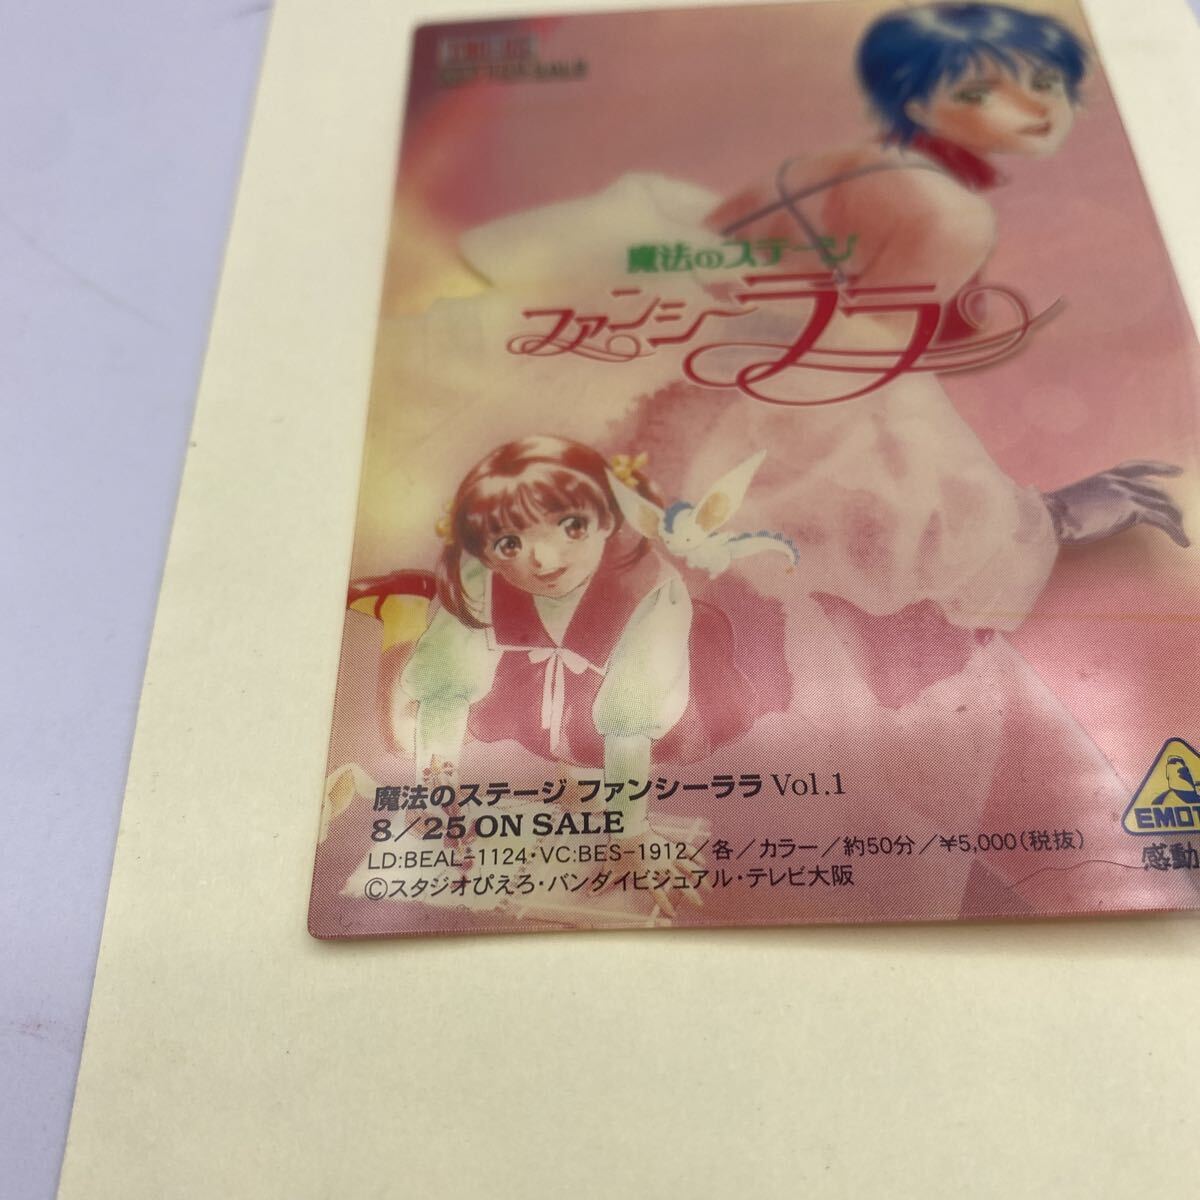 魔法のステージ
ファンシーララ
魔法のステージ ファンシーララ Vol.1
8/25 ON SALE
LD:BEAL-1124・VC:BES-1912/各/カラー/約50分/¥5,000(税抜)
©スタジオぴえろ・バンダイビジュアル・テレビ大阪
EMOT
感動